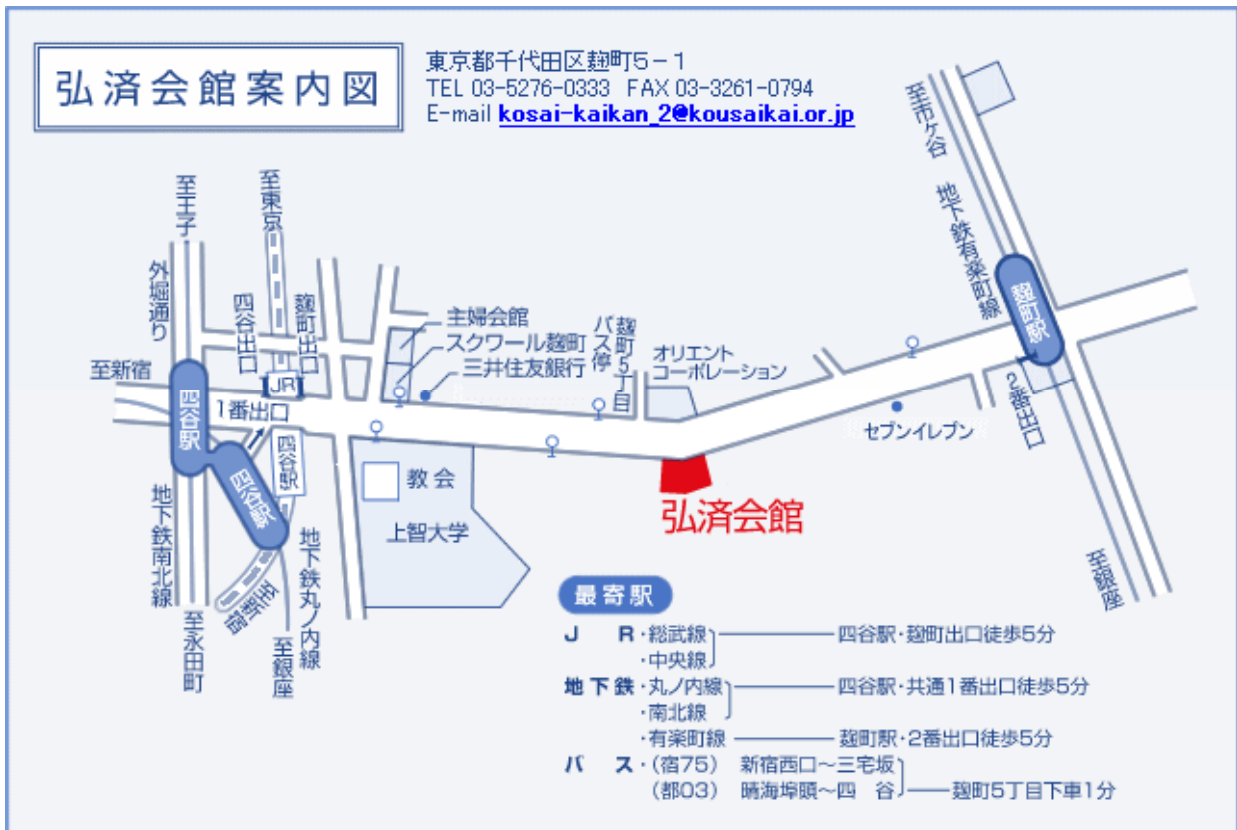 弘済会館案内図
東京都千代田区麹町5-1
TEL 03-5276-0333 FAX 03-3261-0794
E-mail kosai-kaikan_2@kousaikai.or.jp
至市ヶ谷
地下鉄有楽町線
至王子
至東京
外堀通り
四谷出口
麹町出口
主婦会館
スクワール麹町
三井住友銀行
麹町5丁目
バス停
オリエント
コーポレーション
麹町駅
2番出口
至新宿
四谷駅
JR
1番出口
四谷駅
四谷駅
セブンイレブン
教会
上智大学
弘済会館
地下鉄南北線
地下鉄丸ノ内線
至新宿
至永田町
至銀座
至銀座
最寄駅
JR・総武線 四谷駅・麹町出口徒歩5分
・中央線
地下鉄・丸ノ内線 四谷駅・共通1番出口徒歩5分
・南北線
・有楽町線 麹町駅・2番出口徒歩5分
バス・(宿75) 新宿西口~三宅坂
(都03) 晴海埠頭~四 谷 麹町5丁目下車1分